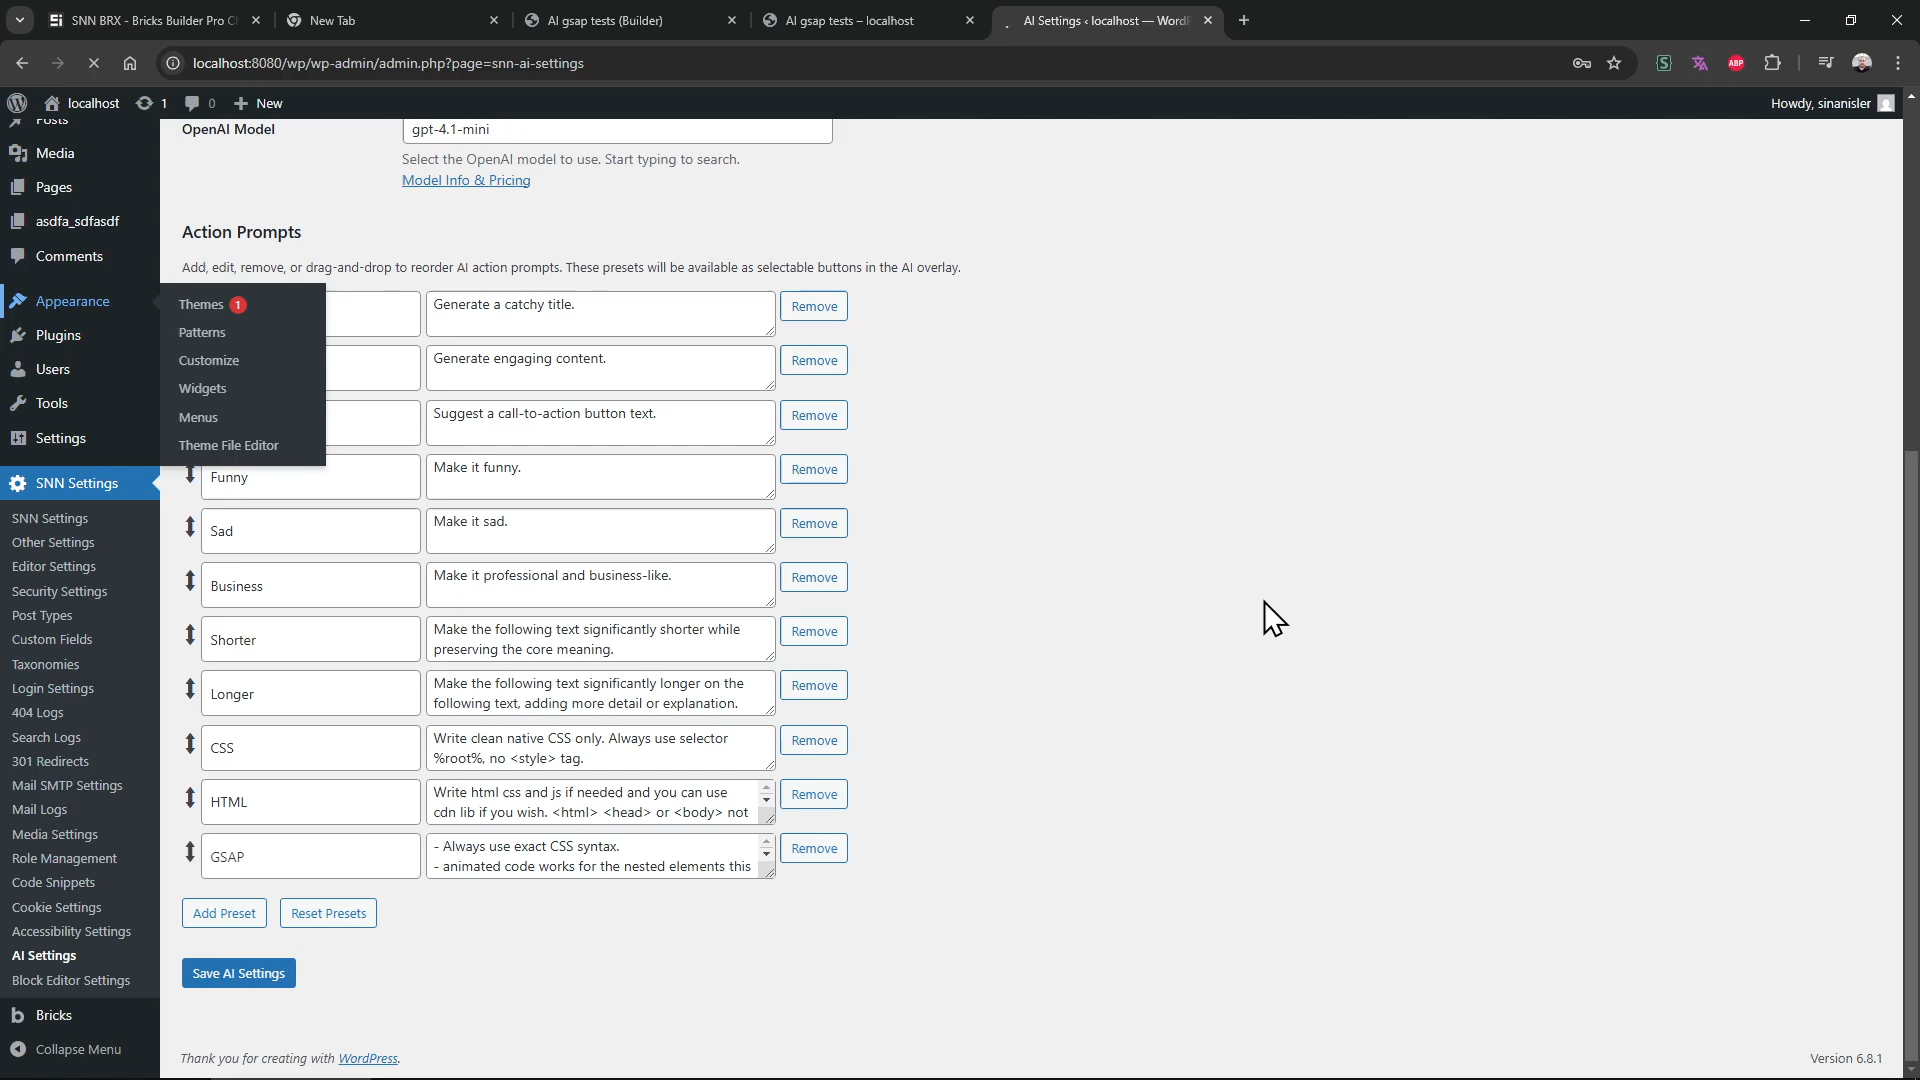 SNN BRX - Bricks Builder Pro C
New Tab
AI gsap tests (Builder)
AI gsap tests – localhost
AI Settings ‹ localhost — WordP
localhost:8080/wp/wp-admin/admin.php?page=snn-ai-settings
ABP
localhost
1
0
New
Howdy, sinanisler
Posts
Media
Pages
asdfa_sdfasdf
Comments
Appearance
Plugins
Users
Tools
Settings
SNN Settings
SNN Settings
Other Settings
Editor Settings
Security Settings
Post Types
Custom Fields
Taxonomies
Login Settings
404 Logs
Search Logs
301 Redirects
Mail SMTP Settings
Mail Logs
Media Settings
Role Management
Code Snippets
Cookie Settings
Accessibility Settings
AI Settings
Block Editor Settings
Bricks
Collapse Menu
Themes 1
Patterns
Customize
Widgets
Menus
Theme File Editor
OpenAI Model
gpt-4.1-mini
Select the OpenAI model to use. Start typing to search.
Model Info & Pricing
Action Prompts
Add, edit, remove, or drag-and-drop to reorder AI action prompts. These presets will be available as selectable buttons in the AI overlay.
Generate a catchy title.
Remove
Generate engaging content.
Remove
Suggest a call-to-action button text.
Remove
Funny
Make it funny.
Remove
Sad
Make it sad.
Remove
Business
Make it professional and business-like.
Remove
Shorter
Make the following text significantly shorter while
preserving the core meaning.
Remove
Longer
Make the following text significantly longer on the
following text, adding more detail or explanation.
Remove
CSS
Write clean native CSS only. Always use selector
%root%, no <style> tag.
Remove
HTML
Write html css and js if needed and you can use
cdn lib if you wish. <html> <head> or <body> not
Remove
GSAP
- Always use exact CSS syntax.
- animated code works for the nested elements this
Remove
Add Preset
Reset Presets
Save AI Settings
Thank you for creating with WordPress.
Version 6.8.1